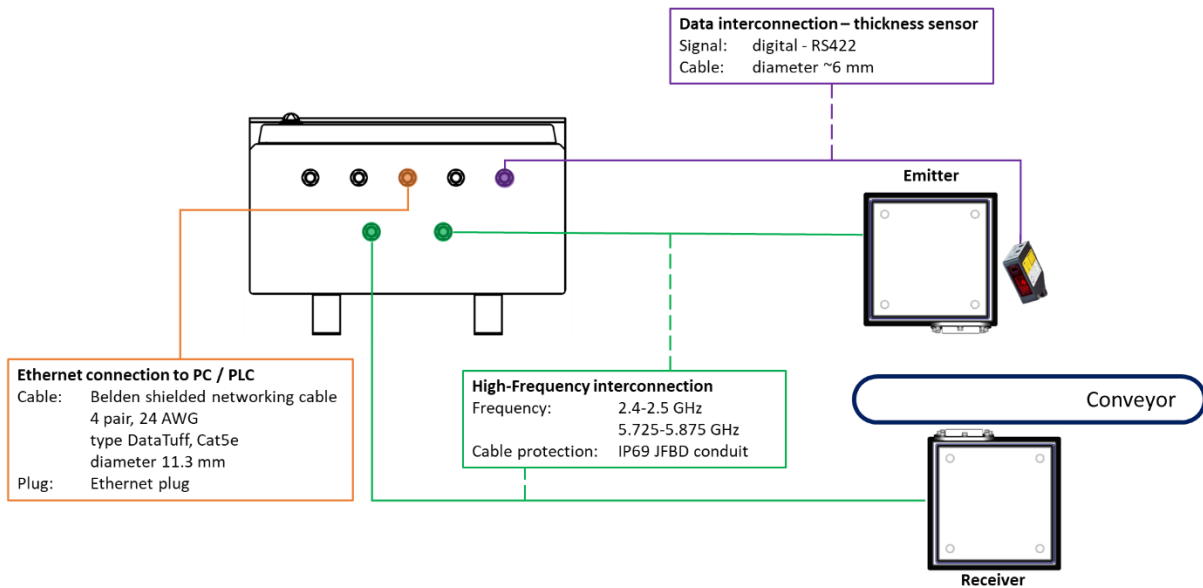 Data interconnection – thickness sensor
Signal: digital - RS422
Cable: diameter ~6 mm
Emitter
Ethernet connection to PC / PLC
Cable: Belden shielded networking cable
4 pair, 24 AWG
type DataTuff, Cat5e
diameter 11.3 mm
Plug: Ethernet plug
High-Frequency interconnection
Frequency: 2.4-2.5 GHz
5.725-5.875 GHz
Cable protection: IP69 JFBD conduit
Conveyor
Receiver